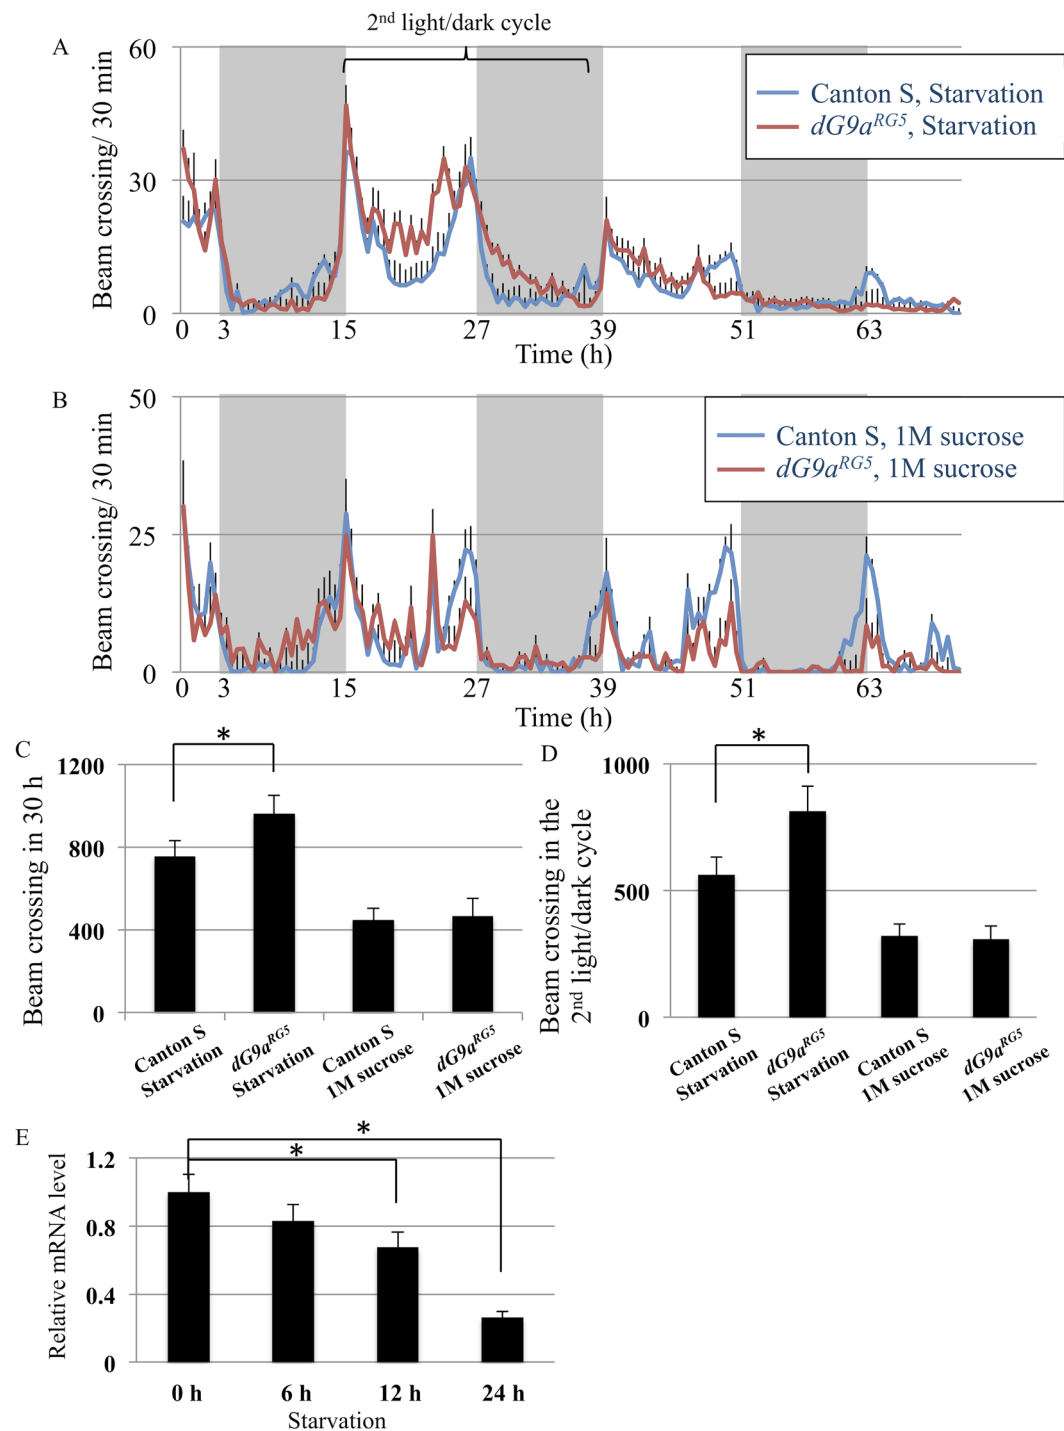 2nd light/dark cycle
A
Beam crossing/ 30 min
60
30
0
Canton S, Starvation
dG9aRG5, Starvation
0 3 15 27 39 51 63
Time (h)
B
Beam crossing/ 30 min
50
25
0
Canton S, 1M sucrose
dG9aRG5, 1M sucrose
0 3 15 27 39 51 63
Time (h)
C
Beam crossing in 30 h
1200
800
400
0
*
Canton S
Starvation
dG9aRG5
Starvation
Canton S
1M sucrose
dG9aRG5
1M sucrose
D
Beam crossing in the
2nd light/dark cycle
1000
500
0
*
Canton S
Starvation
dG9aRG5
Starvation
Canton S
1M sucrose
dG9aRG5
1M sucrose
E
Relative mRNA level
1.2
0.8
0.4
0
*
*
0 h 6 h 12 h 24 h
Starvation